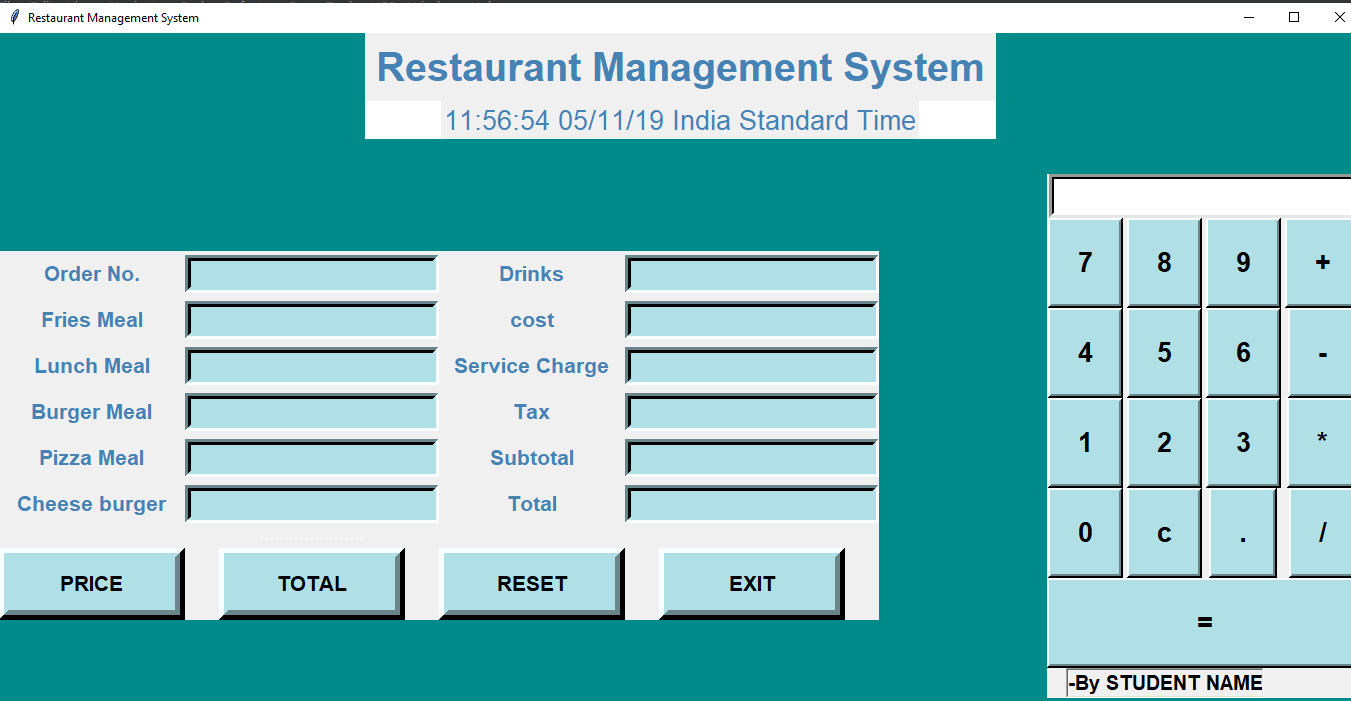 Restaurant Management System
Restaurant Management System
11:56:54 05/11/19 India Standard Time
Order No. Drinks
Fries Meal cost
Lunch Meal Service Charge
Burger Meal Tax
Pizza Meal Subtotal
Cheese burger Total
PRICE TOTAL RESET EXIT
7 8 9 +
4 5 6 -
1 2 3 *
0 c . /
=
-By STUDENT NAME